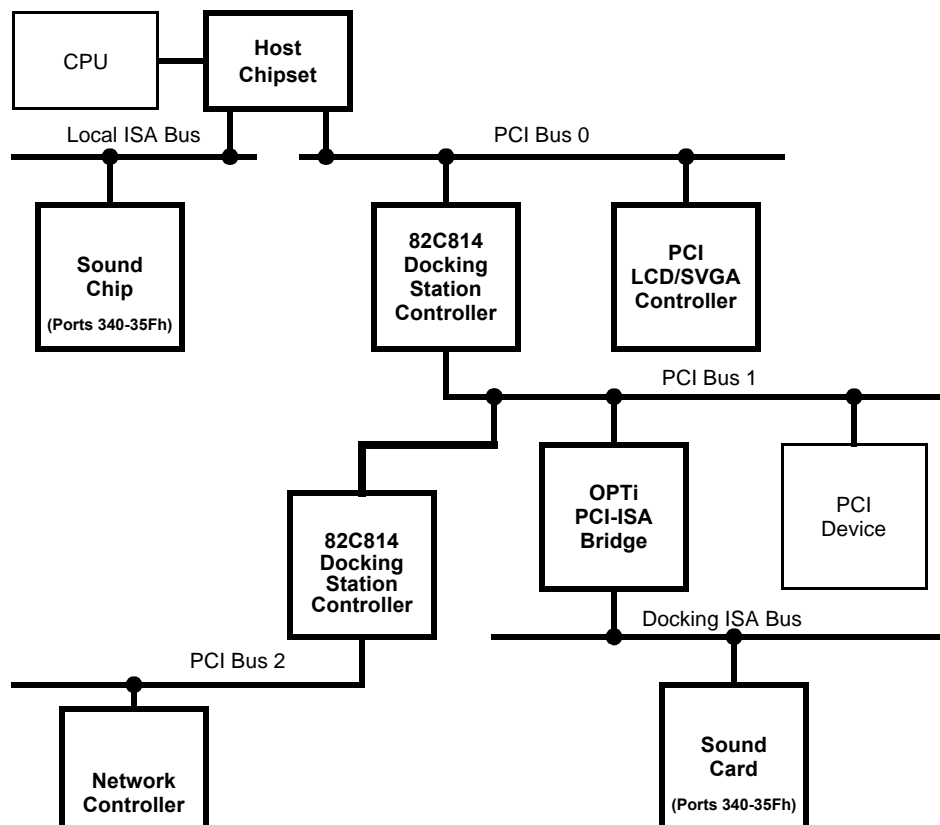 CPU
Host
Chipset
Local ISA Bus
PCI Bus 0
Sound
Chip
(Ports 340-35Fh)
82C814
Docking
Station
Controller
PCI
LCD/SVGA
Controller
PCI Bus 1
82C814
Docking
Station
Controller
OPTi
PCI-ISA
Bridge
PCI
Device
Docking ISA Bus
PCI Bus 2
Network
Controller
Sound
Card
(Ports 340-35Fh)